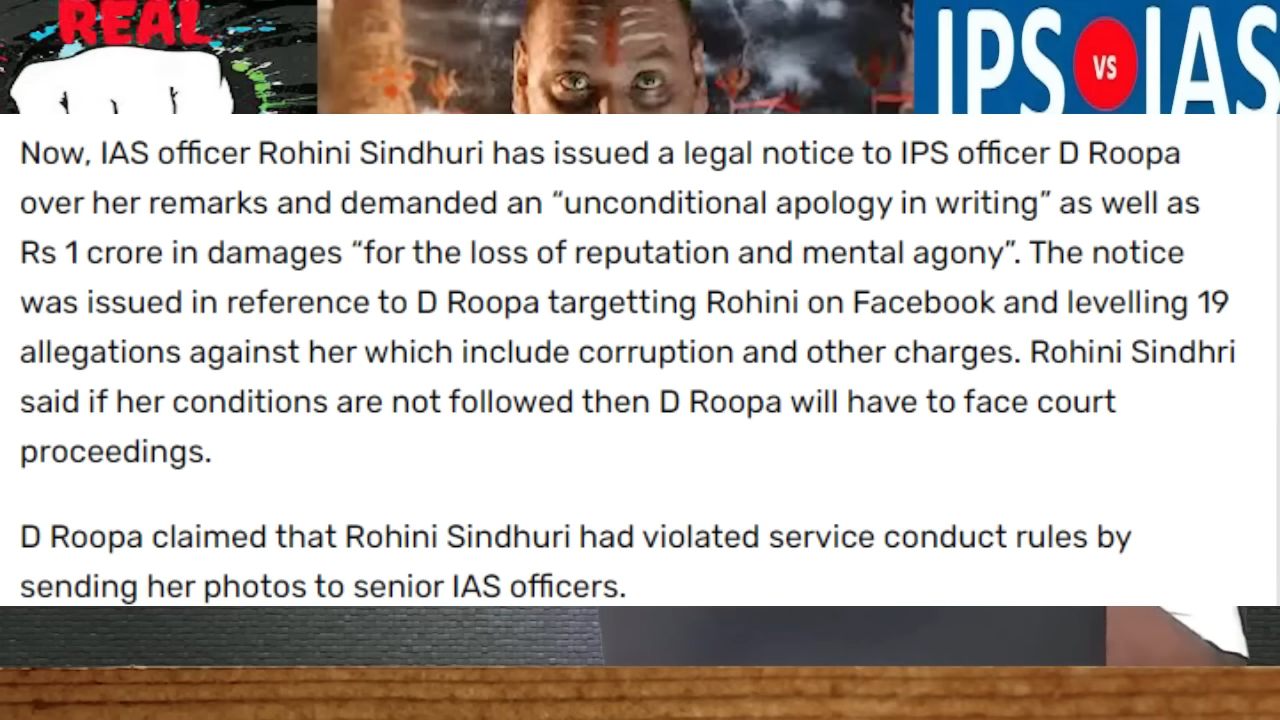 REAL
IPS VS IAS
Now, IAS officer Rohini Sindhuri has issued a legal notice to IPS officer D Roopa
over her remarks and demanded an “unconditional apology in writing” as well as
Rs 1 crore in damages “for the loss of reputation and mental agony”. The notice
was issued in reference to D Roopa targetting Rohini on Facebook and levelling 19
allegations against her which include corruption and other charges. Rohini Sindhri
said if her conditions are not followed then D Roopa will have to face court
proceedings.
D Roopa claimed that Rohini Sindhuri had violated service conduct rules by
sending her photos to senior IAS officers.